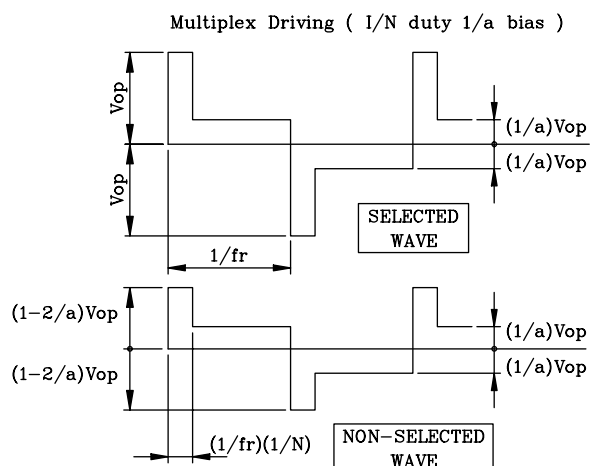 Multiplex Driving ( I/N duty 1/a bias )
Vop
(1/a)Vop
(1/a)Vop
Vop
SELECTED
WAVE
1/fr
(1-2/a)Vop
(1/a)Vop
(1-2/a)Vop
(1/a)Vop
(1/fr)(1/N)
NON-SELECTED
WAVE